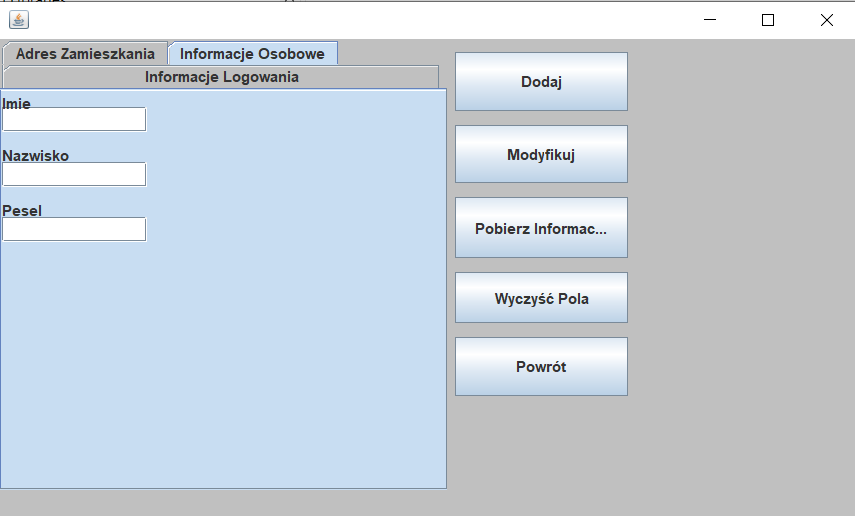 Adres Zamieszkania
Informacje Osobowe
Informacje Logowania
Imie
Nazwisko
Pesel
Dodaj
Modyfikuj
Pobierz Informac...
Wyczyść Pola
Powrót